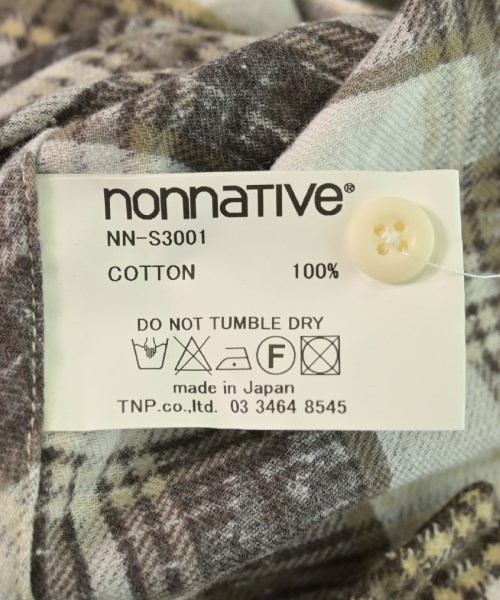 nonnative®
NN-S3001
COTTON 100%
DO NOT TUMBLE DRY
F
made in Japan
TNP.co.,ltd. 03 3464 8545